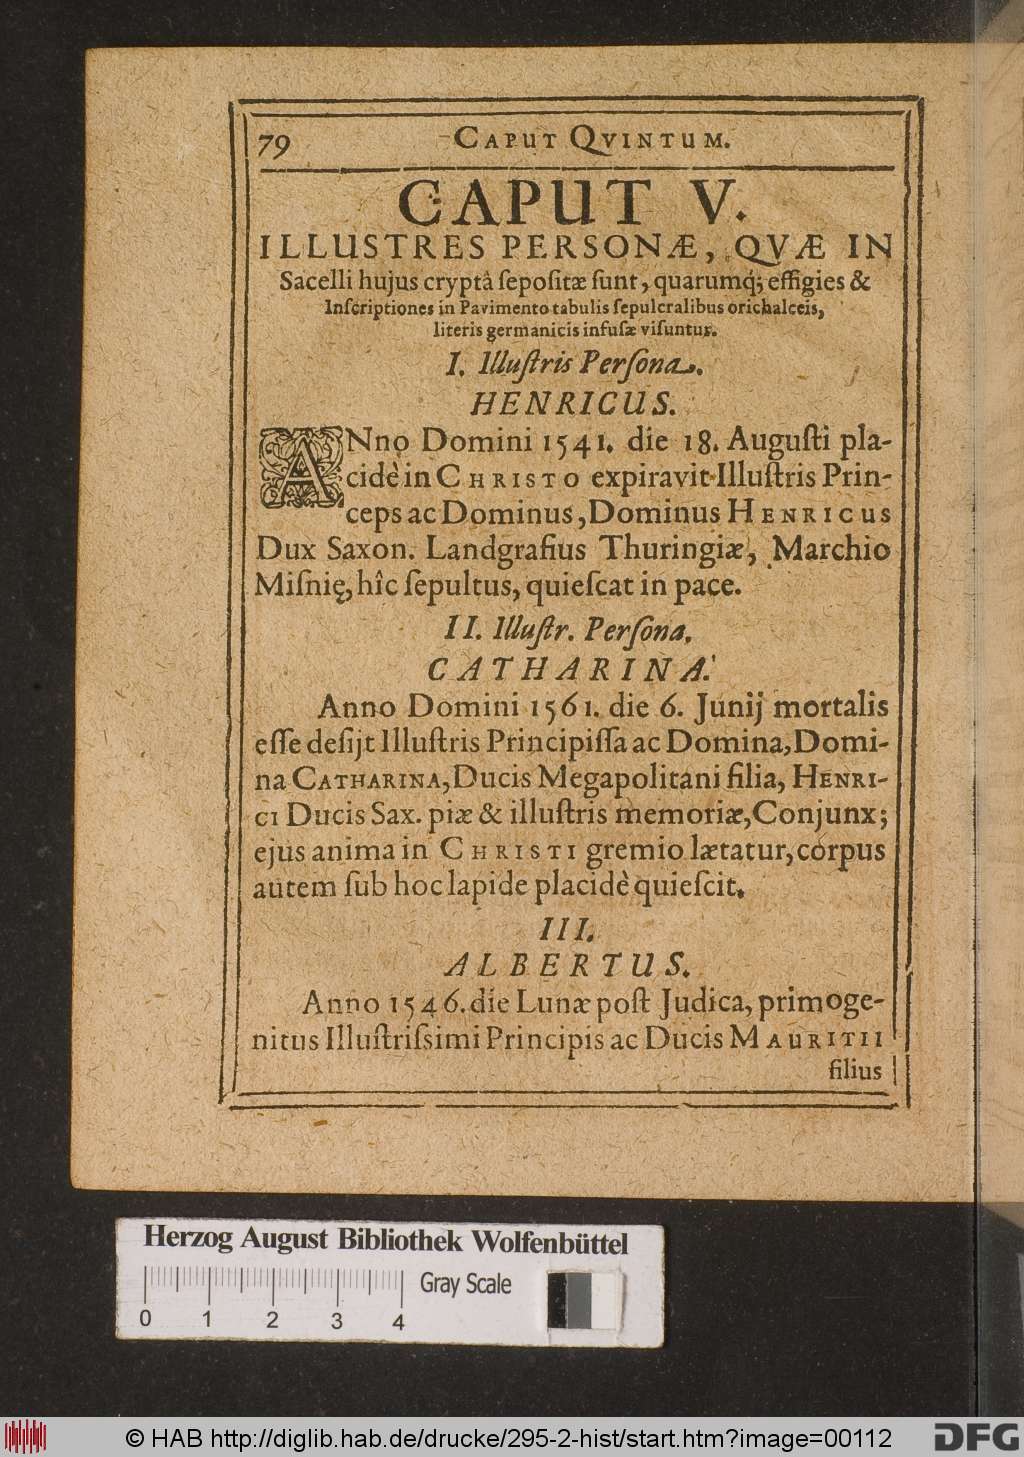 79 CAPUT QVINTUM.
CAPUT V.
ILLUSTRES PERSONÆ, QVÆ IN
Sacelli hujus cryptâ ſepoſitæ ſunt, quarumq́; effigies &
Inſcriptiones in Pavimento tabulis ſepulcralibus orichalceis,
literis germanicis infuſæ viſuntur.
I. Illuſtris Perſona.
HENRICUS.
ANno Domini 1541. die 18. Auguſti pla-
cidè in CHRISTO expiravit Illuſtris Prin-
ceps ac Dominus, Dominus HENRICUS
Dux Saxon. Landgrafius Thuringiæ, Marchio
Miſnię, hîc ſepultus, quieſcat in pace.
II. Illuſtr. Perſona.
CATHARINA.
Anno Domini 1561. die 6. Junij mortalis
eſſe deſijt Illuſtris Principiſſa ac Domina, Domi-
na CATHARINA, Ducis Megapolitani filia, HENRI-
CI Ducis Sax. piæ & illuſtris memoriæ, Conjunx;
ejus anima in CHRISTI gremio lætatur, corpus
autem ſub hoc lapide placidè quieſcit.
III.
ALBERTUS.
Anno 1546. die Lunæ poſt Judica, primoge-
nitus Illuſtriſsimi Principis ac Ducis MAURITII
filius
Herzog August Bibliothek Wolfenbüttel
Gray Scale
0 1 2 3 4
© HAB http://diglib.hab.de/drucke/295-2-hist/start.htm?image=00112
DFG